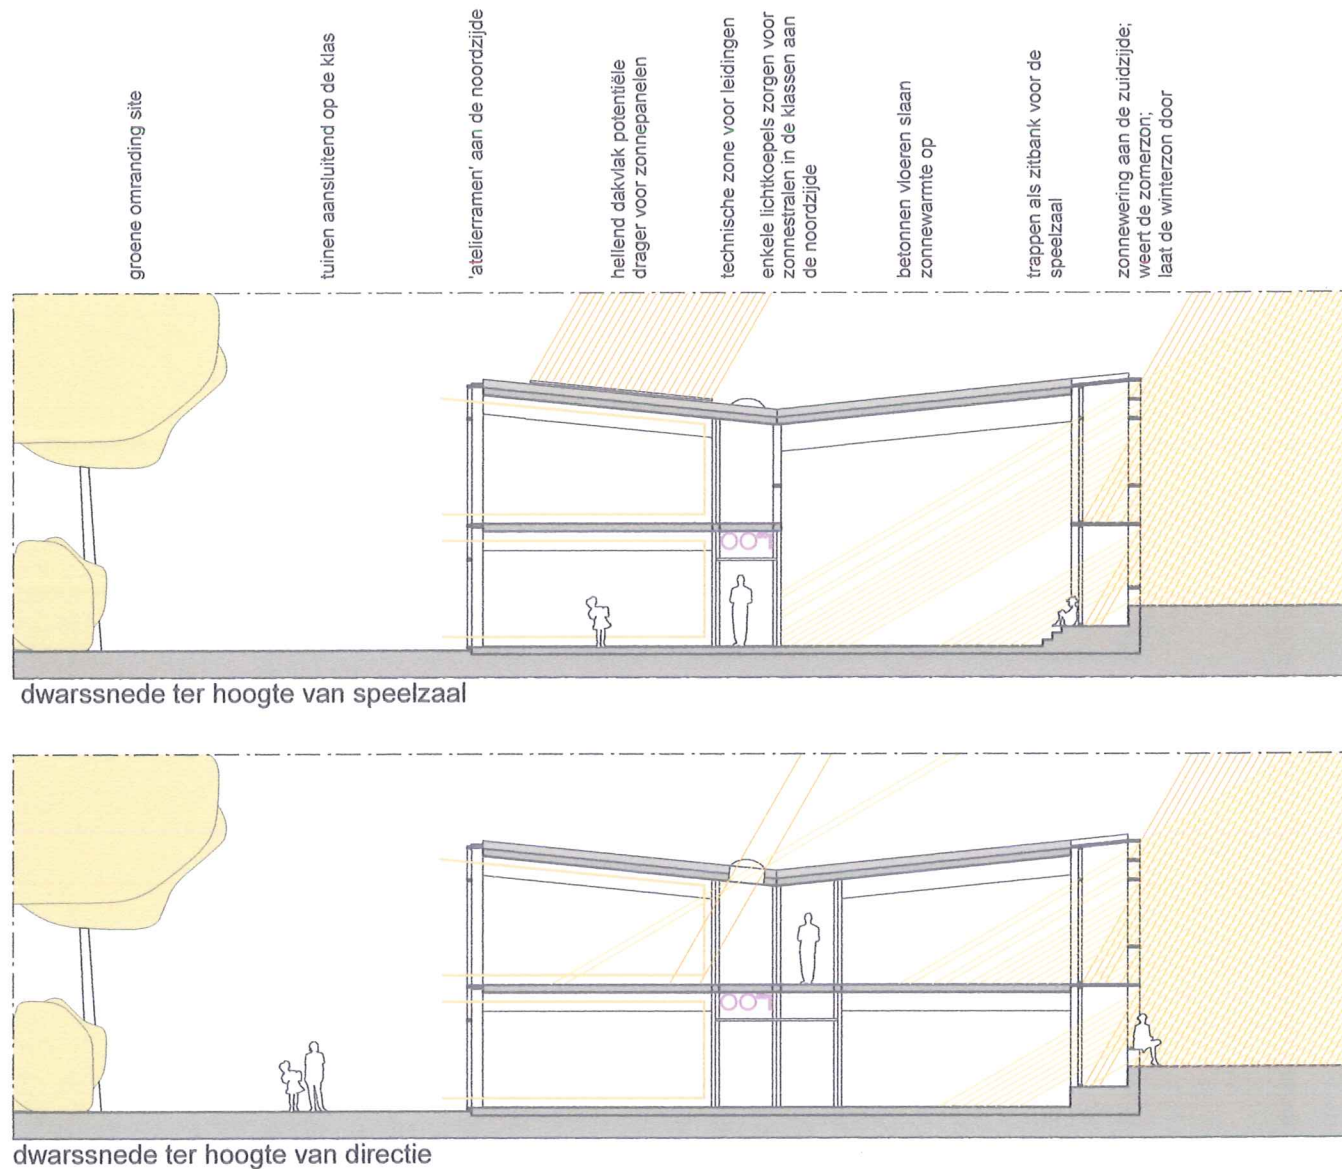 groene omranding site
tuinen aansluitend op de klas
'atelierramen' aan de noordzijde
hellend dakvlak potentiële
drager voor zonnepanelen
technische zone voor leidingen
enkele lichtkoepels zorgen voor
zonnestralen in de klassen aan
de noordzijde
betonnen vloeren slaan
zonnewarmte op
trappen als zitbank voor de
speelzaal
zonnewering aan de zuidzijde;
weert de zomerzon;
laat de winterzon door
dwarssnede ter hoogte van speelzaal
dwarssnede ter hoogte van directie